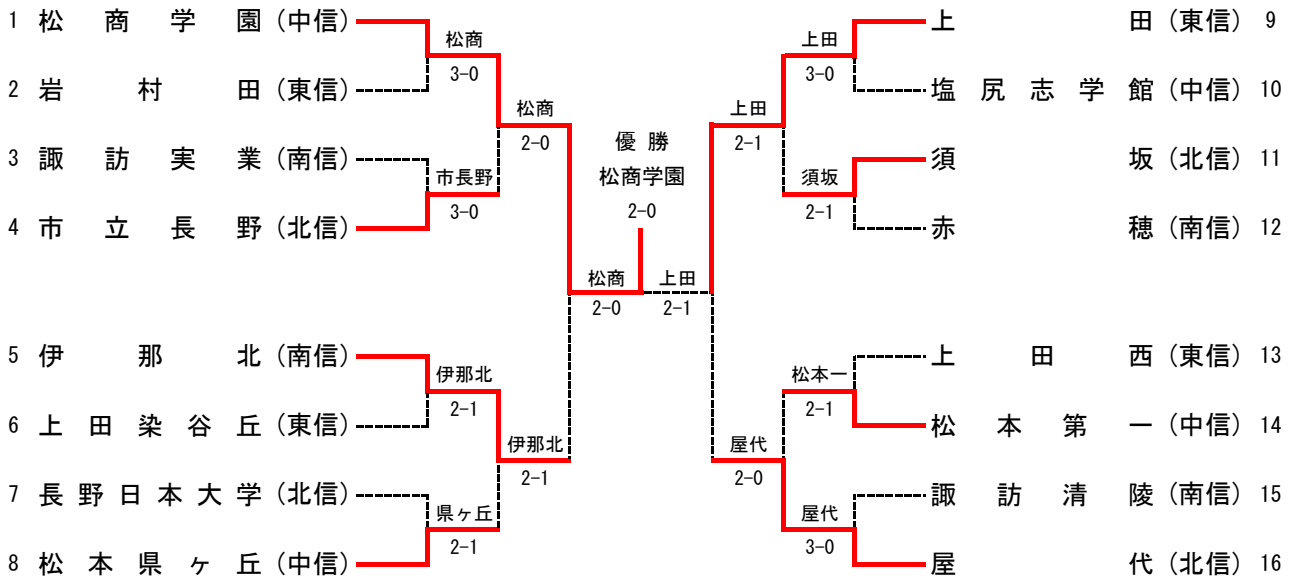 1 松商学園（中信）
2 岩村田（東信）
3 諏訪実業（南信）
4 市立長野（北信）
5 伊那北（南信）
6 上田染谷丘（東信）
7 長野日本大学（北信）
8 松本県ヶ丘（中信）
松商
3-0
市長野
3-0
伊那北
2-1
県ヶ丘
2-1
松商
2-0
伊那北
2-1
優勝
松商学園
2-0
松商
2-0
上田
2-1
上田
2-1
屋代
2-0
上田
3-0
須坂
2-1
松本一
2-1
屋代
3-0
上田（東信） 9
塩尻志学館（中信） 10
須坂（北信） 11
赤穂（南信） 12
上田西（東信） 13
松本第一（中信） 14
諏訪清陵（南信） 15
屋代（北信） 16